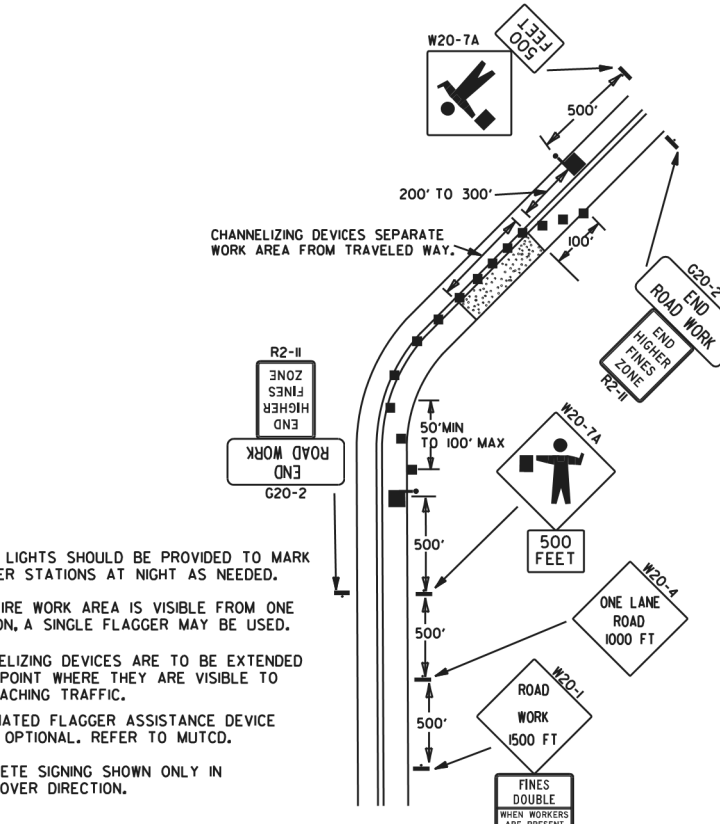 W20-7A
500
FEET
500'
200' TO 300'
CHANNELIZING DEVICES SEPARATE
WORK AREA FROM TRAVELED WAY.
100'
G20-2
END
ROAD WORK
END
HIGHER
FINES
ZONE
R2-11
R2-11
END
HIGHER
FINES
ZONE
END
ROAD WORK
G20-2
50'MIN
TO 100' MAX
W20-7A
500
FEET
500'
LIGHTS SHOULD BE PROVIDED TO MARK
ER STATIONS AT NIGHT AS NEEDED.
IRE WORK AREA IS VISIBLE FROM ONE
ON, A SINGLE FLAGGER MAY BE USED.
ELIZING DEVICES ARE TO BE EXTENDED
POINT WHERE THEY ARE VISIBLE TO
ACHING TRAFFIC.
MATED FLAGGER ASSISTANCE DEVICE
OPTIONAL. REFER TO MUTCD.
ETE SIGNING SHOWN ONLY IN
OVER DIRECTION.
500'
W20-4
ONE LANE
ROAD
1000 FT
500'
W20-1
ROAD
WORK
1500 FT
FINES
DOUBLE
WHEN WORKERS
ARE PRESENT